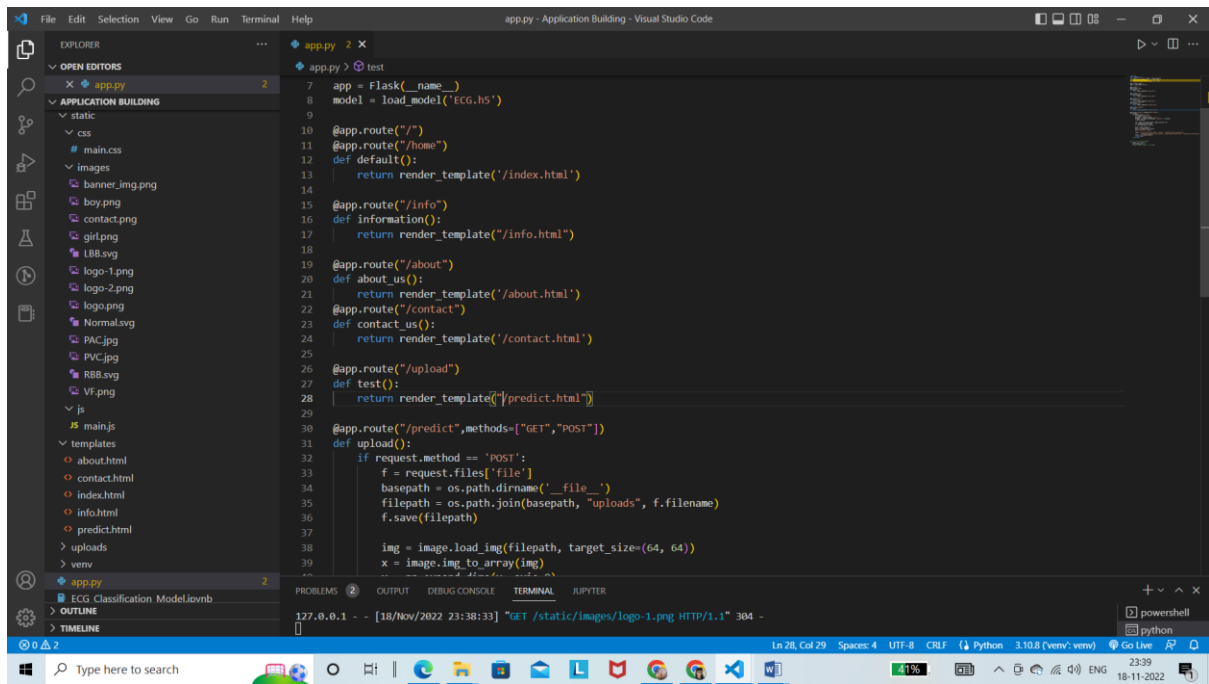 File Edit Selection View Go Run Terminal Help
app.py - Application Building - Visual Studio Code
EXPLORER
OPEN EDITORS
app.py 2
APPLICATION BUILDING
static
css
# main.css
images
banner_img.png
boy.png
contact.png
girl.png
LBB.svg
logo-1.png
logo-2.png
logo.png
Normal.svg
PAC.jpg
PVC.jpg
RBB.svg
VF.png
js
JS main.js
templates
<> about.html
<> contact.html
<> index.html
<> info.html
<> predict.html
> uploads
> venv
app.py 2
ECG Classification Model.ipynb
> OUTLINE
> TIMELINE
app.py 2
app.py > test
7 app = Flask(__name__)
8 model = load_model('ECG.h5')
9
10 @app.route("/")
11 @app.route("/home")
12 def default():
13 return render_template('/index.html')
14
15 @app.route("/info")
16 def information():
17 return render_template("/info.html")
18
19 @app.route("/about")
20 def about_us():
21 return render_template('/about.html')
22 @app.route("/contact")
23 def contact_us():
24 return render_template('/contact.html')
25
26 @app.route("/upload")
27 def test():
28 return render_template("/predict.html")
29
30 @app.route("/predict",methods=["GET","POST"])
31 def upload():
32 if request.method == 'POST':
33 f = request.files['file']
34 basepath = os.path.dirname('__file__')
35 filepath = os.path.join(basepath, "uploads", f.filename)
36 f.save(filepath)
37
38 img = image.load_img(filepath, target_size=(64, 64))
39 x = image.img_to_array(img)
PROBLEMS 2 OUTPUT DEBUG CONSOLE TERMINAL JUPYTER
127.0.0.1 - - [18/Nov/2022 23:38:33] "GET /static/images/logo-1.png HTTP/1.1" 304 -
powershell
python
0 2
Ln 28, Col 29 Spaces: 4 UTF-8 CRLF Python 3.10.8 ('venv': venv) Go Live
Type here to search
41%
ENG
23:39
18-11-2022